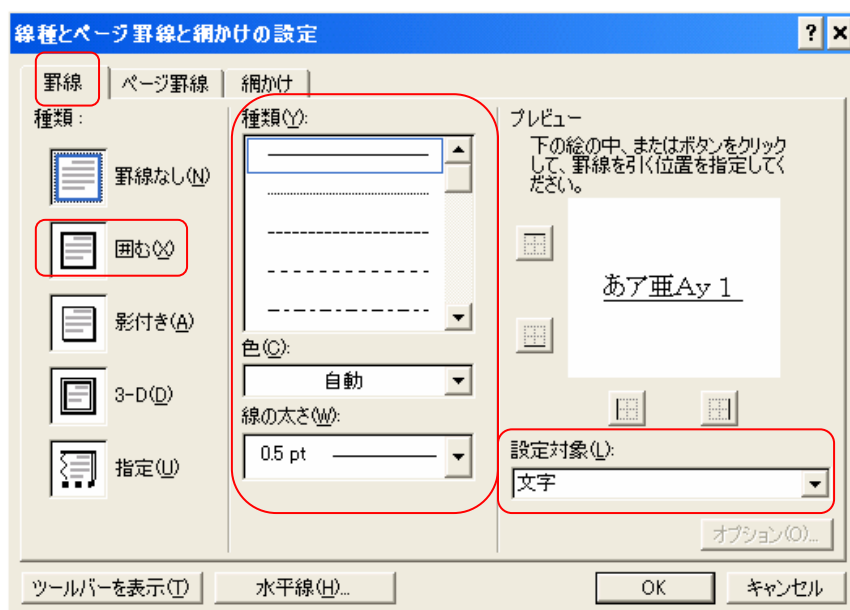 線種とページ罫線と網かけの設定
罫線
ページ罫線
網かけ
種類：
罫線なし(N)
囲む(X)
影付き(A)
3-D(D)
指定(U)
種類(Y):
色(C):
自動
線の太さ(W):
0.5 pt
プレビュー
下の絵の中、またはボタンをクリック
して、罫線を引く位置を指定してく
ださい。
あア亜Ay 1
設定対象(L):
文字
オプション(O)...
ツールバーを表示(T)
水平線(H)...
OK
キャンセル